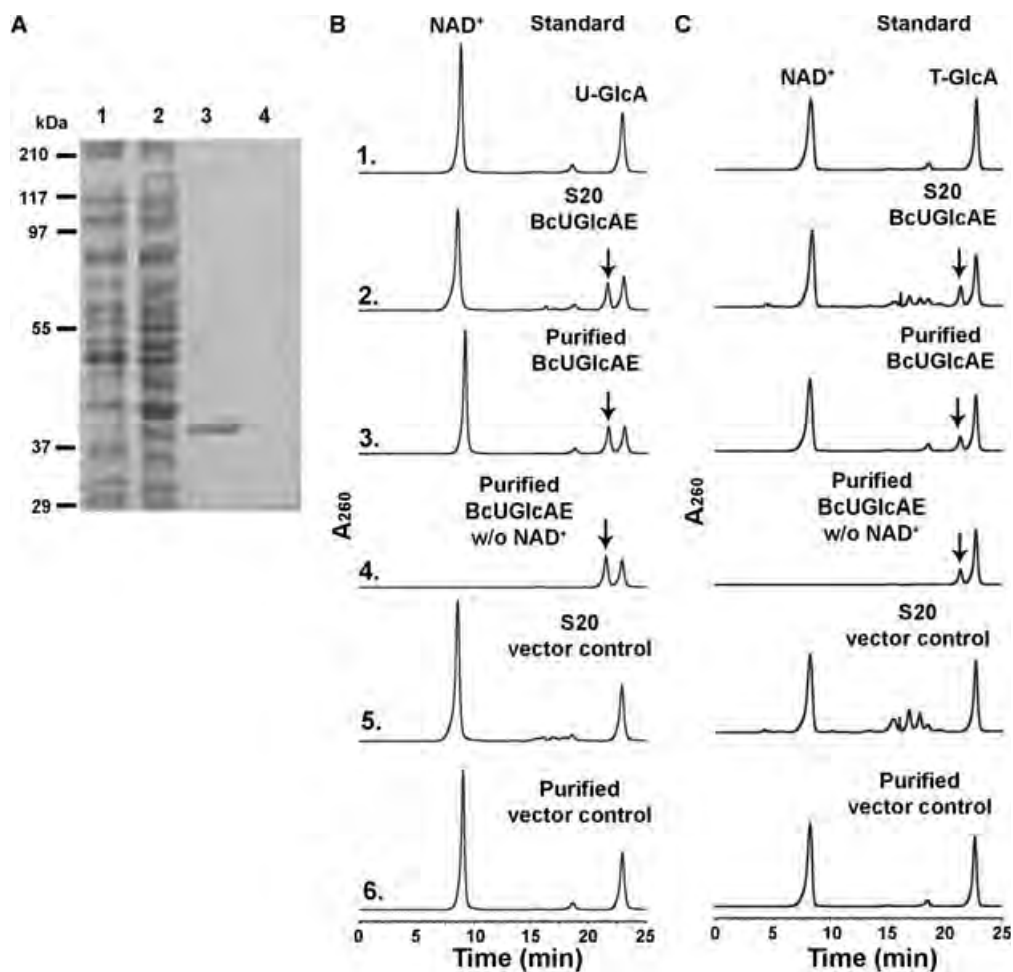 A
kDa
1 2 3 4
210
117
97
55
37
29
B
NAD⁺
Standard
U-GlcA
1.
S20
BcUGlcAE
2.
Purified
BcUGlcAE
3.
Purified
BcUGlcAE
w/o NAD⁺
4.
S20
vector control
5.
Purified
vector control
6.
A₂₆₀
0 5 10 15 20 25
Time (min)
C
Standard
NAD⁺
T-GlcA
S20
BcUGlcAE
Purified
BcUGlcAE
Purified
BcUGlcAE
w/o NAD⁺
S20
vector control
Purified
vector control
A₂₆₀
0 5 10 15 20 25
Time (min)